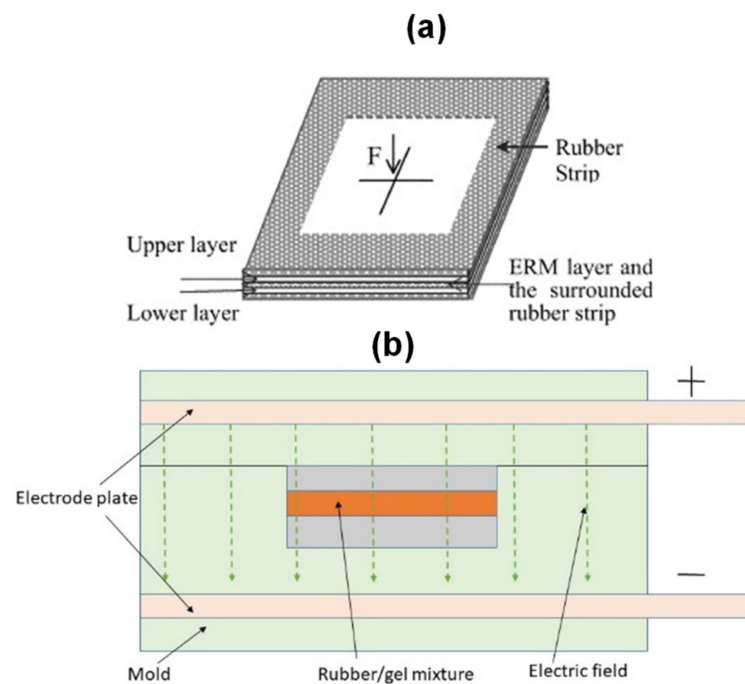 (a)
F
Rubber
Strip
Upper layer
Lower layer
ERM layer and
the surrounded
rubber strip
(b)
+
Electrode plate
−
Mold
Rubber/gel mixture
Electric field